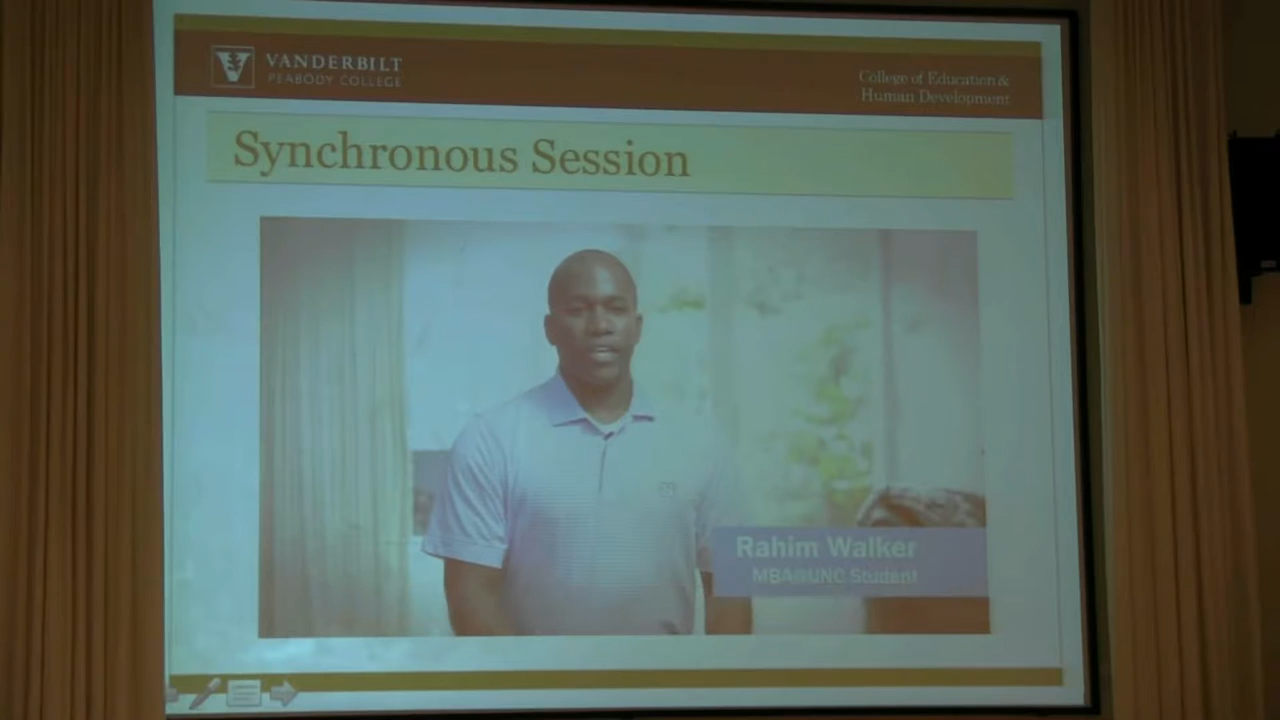 VANDERBILT
PEABODY COLLEGE
College of Education &
Human Development
Synchronous Session
Rahim Walker
MBA@UNC Student